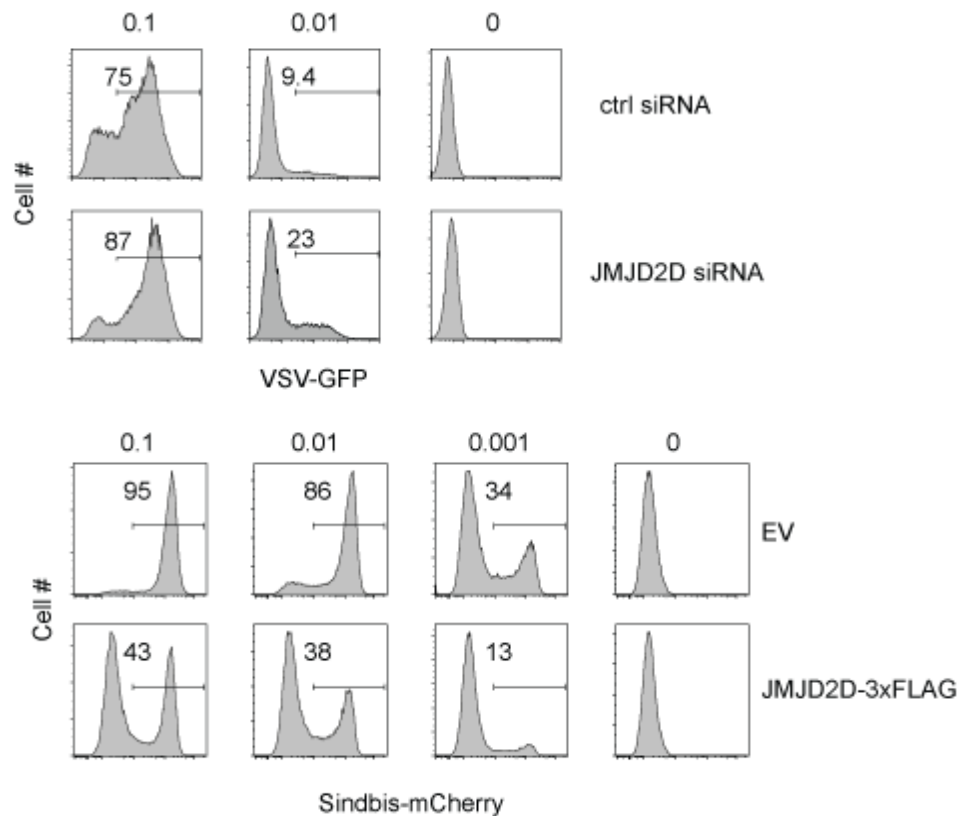 0.1 0.01 0
75 9.4
ctrl siRNA
Cell #
87 23
JMJD2D siRNA
VSV-GFP
0.1 0.01 0.001 0
95 86 34
EV
Cell #
43 38 13
JMJD2D-3xFLAG
Sindbis-mCherry